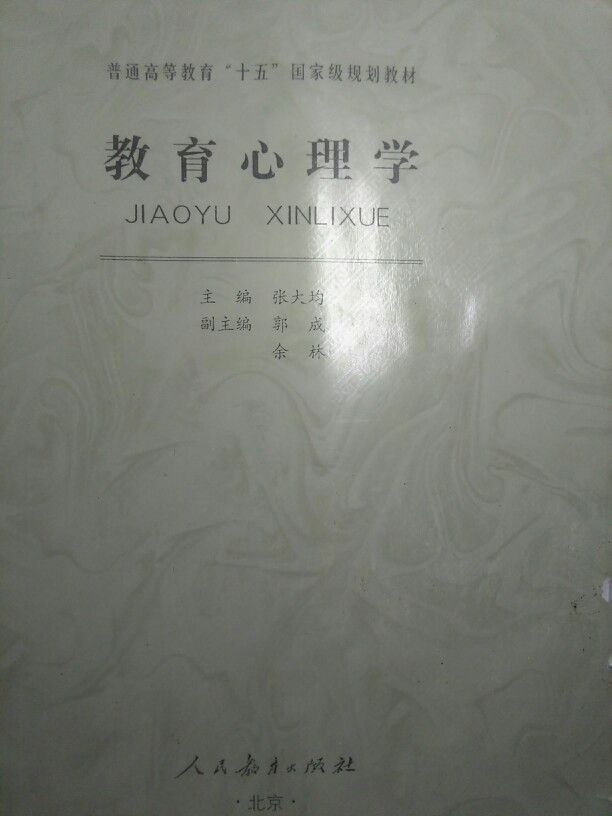 普通高等教育“十五”国家级规划教材
教育心理学
JIAOYU XINLIXUE
主 编 张大均
副主编 郭 成
余 林
人民教育出版社
·北京·